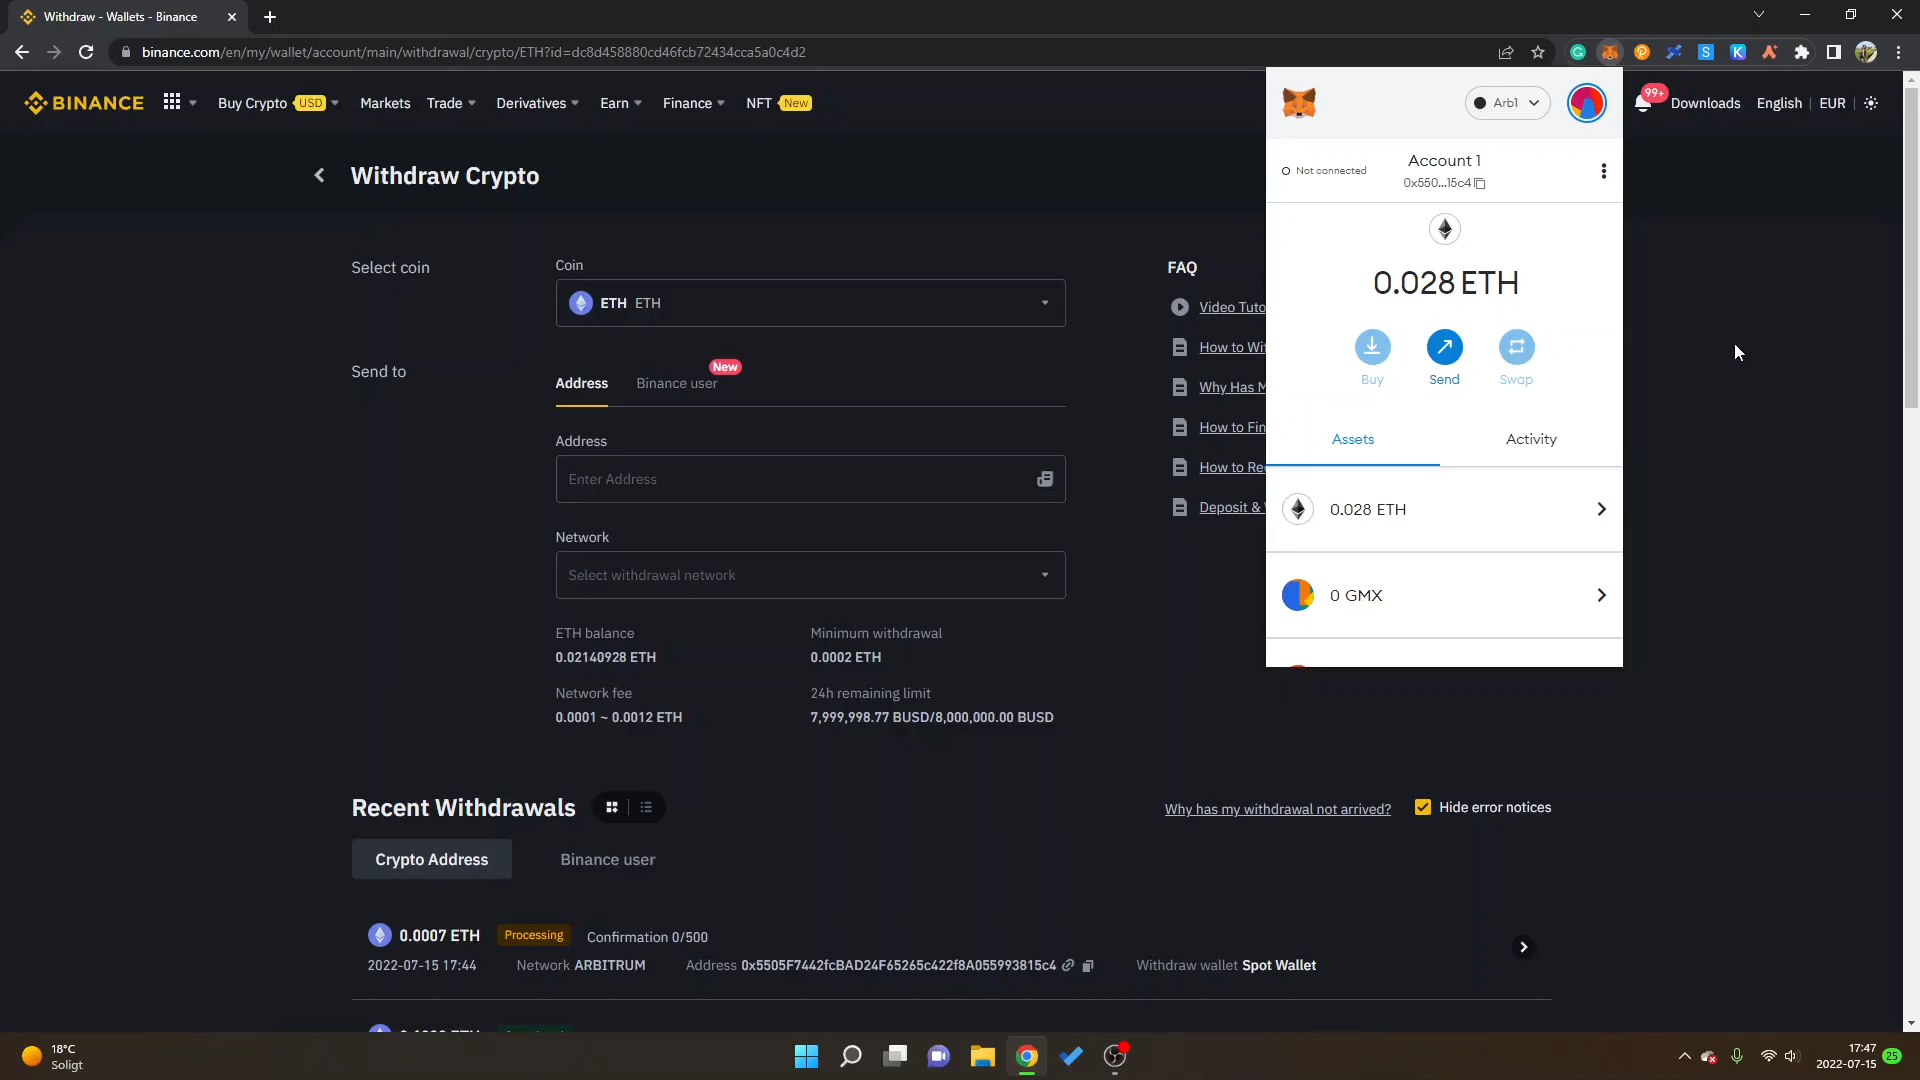 Withdraw - Wallets - Binance
binance.com/en/my/wallet/account/main/withdrawal/crypto/ETH?id=dc8d458880cd46fcb72434cca5a0c4d2
BINANCE
Buy Crypto USD
Markets
Trade
Derivatives
Earn
Finance
NFT New
99+
Downloads
English
EUR
Arb1
Not connected
Account 1
0x550...15c4
0.028 ETH
Buy
Send
Swap
Assets
Activity
0.028 ETH
0 GMX
Withdraw Crypto
Select coin
Coin
ETH ETH
Send to
Address
Binance user
New
Address
Enter Address
Network
Select withdrawal network
ETH balance
0.02140928 ETH
Minimum withdrawal
0.0002 ETH
Network fee
0.0001 ~ 0.0012 ETH
24h remaining limit
7,999,998.77 BUSD/8,000,000.00 BUSD
FAQ
Video Tuto
How to Wi
Why Has
How to Fin
How to Re
Deposit &
Recent Withdrawals
Why has my withdrawal not arrived?
Hide error notices
Crypto Address
Binance user
0.0007 ETH
Processing
Confirmation 0/500
2022-07-15 17:44
Network ARBITRUM
Address 0x5505F7442fcBAD24F65265c422f8A055993815c4
Withdraw wallet Spot Wallet
18°C
Soligt
17:47
2022-07-15
25